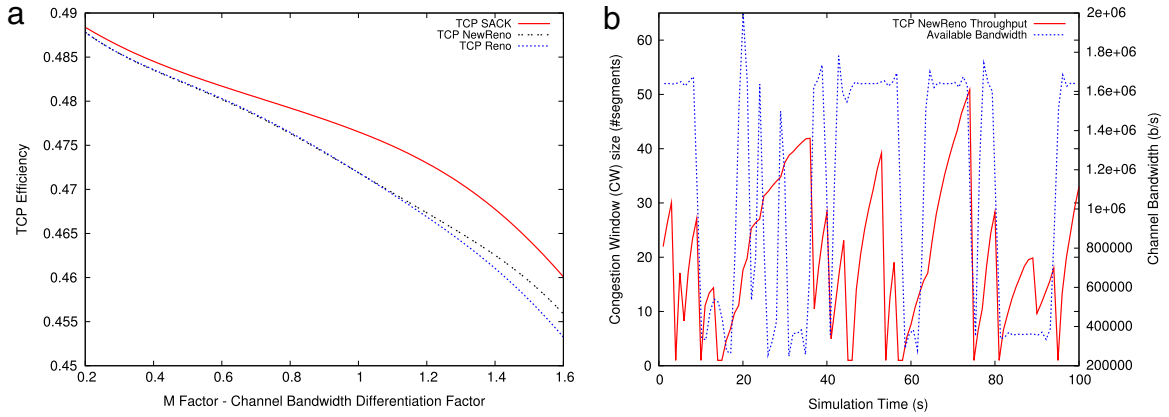 a
TCP SACK
TCP NewReno
TCP Reno
0.49
0.485
0.48
0.475
0.47
0.465
0.46
0.455
0.45
TCP Efficiency
0.2 0.4 0.6 0.8 1 1.2 1.4 1.6
M Factor - Channel Bandwidth Differentiation Factor
b
TCP NewReno Throughput
Available Bandwidth
60
50
40
30
20
10
0
Congestion Window (CW) size (#segments)
2e+06
1.8e+06
1.6e+06
1.4e+06
1.2e+06
1e+06
800000
600000
400000
200000
Channel Bandwidth (b/s)
0 20 40 60 80 100
Simulation Time (s)